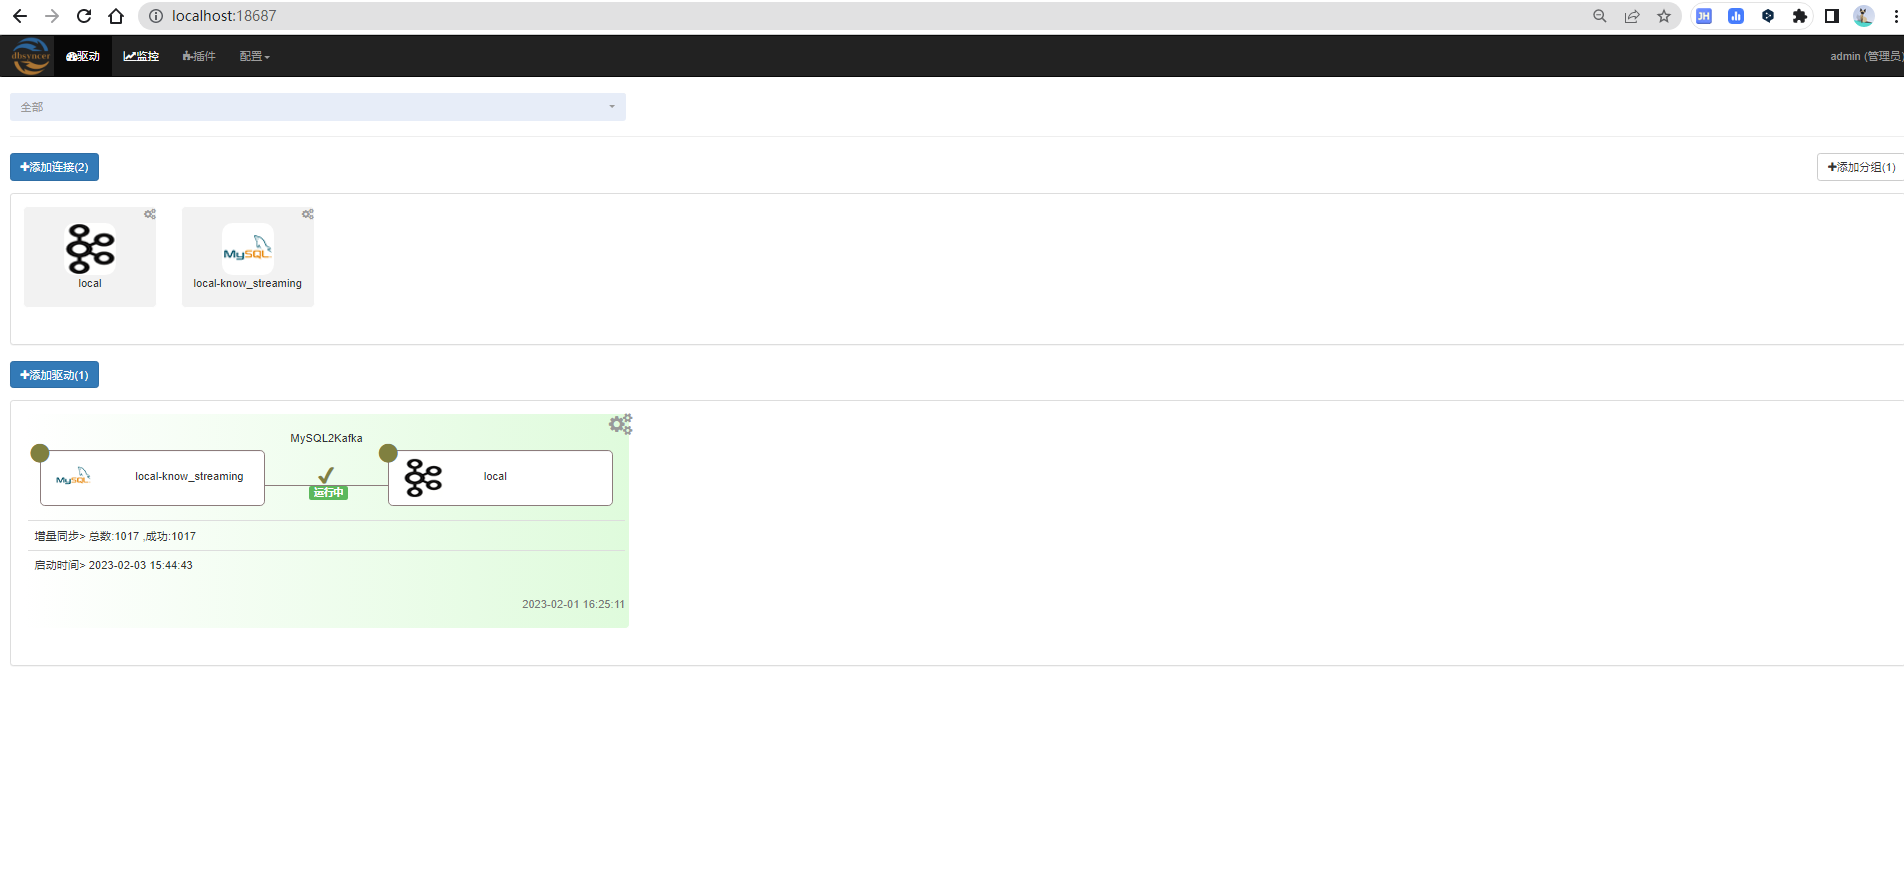 localhost:18687
JH
dbsyncer
驱动
监控
插件
配置
admin (管理员)
全部
添加连接(2)
添加分组(1)
local
MySQL
local-know_streaming
添加驱动(1)
MySQL2Kafka
MySQL
local-know_streaming
运行中
local
增量同步> 总数:1017 ,成功:1017
启动时间> 2023-02-03 15:44:43
2023-02-01 16:25:11